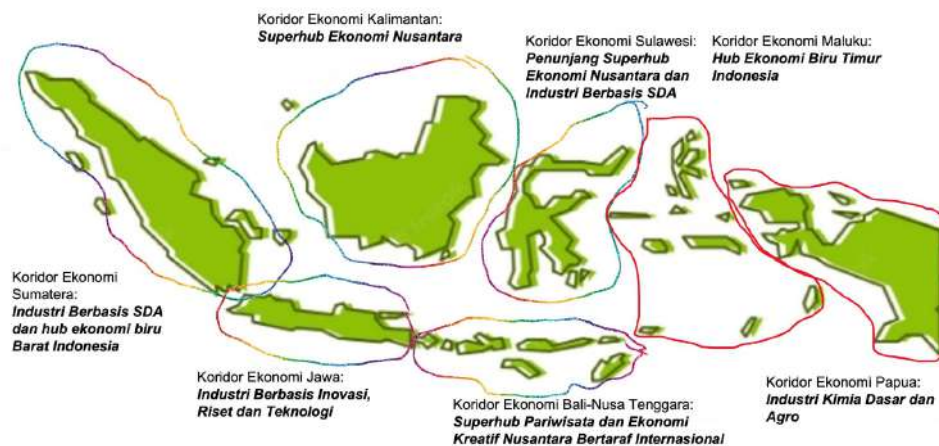 Koridor Ekonomi Kalimantan:
Superhub Ekonomi Nusantara
Koridor Ekonomi Sulawesi:
Penunjang Superhub
Ekonomi Nusantara dan
Industri Berbasis SDA
Koridor Ekonomi Maluku:
Hub Ekonomi Biru Timur
Indonesia
Koridor Ekonomi
Sumatera:
Industri Berbasis SDA
dan hub ekonomi biru
Barat Indonesia
Koridor Ekonomi Jawa:
Industri Berbasis Inovasi,
Riset dan Teknologi
Koridor Ekonomi Bali-Nusa Tenggara:
Superhub Pariwisata dan Ekonomi
Kreatif Nusantara Bertaraf Internasional
Koridor Ekonomi Papua:
Industri Kimia Dasar dan
Agro